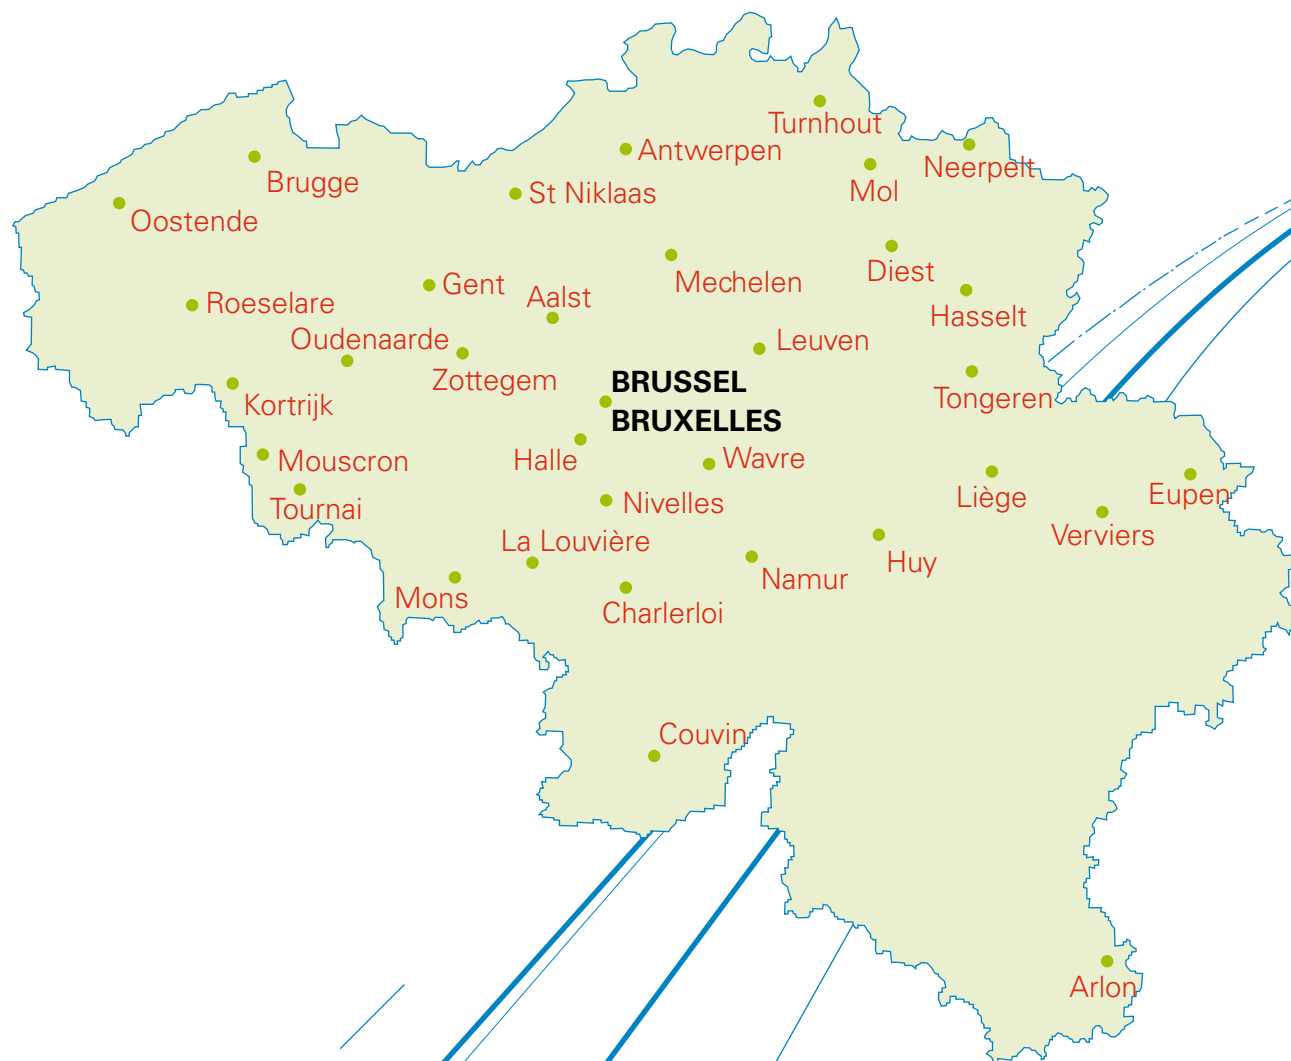 Turnhout
Antwerpen
Neerpelt
Brugge
Mol
St Niklaas
Oostende
Diest
Mechelen
Gent
Aalst
Roeselare
Hasselt
Oudenaarde
Leuven
Zottegem
BRUSSEL
BRUXELLES
Kortrijk
Tongeren
Halle
Wavre
Mouscron
Liège
Eupen
Nivelles
Tournai
Verviers
La Louvière
Huy
Namur
Mons
Charlerloi
Couvin
Arlon